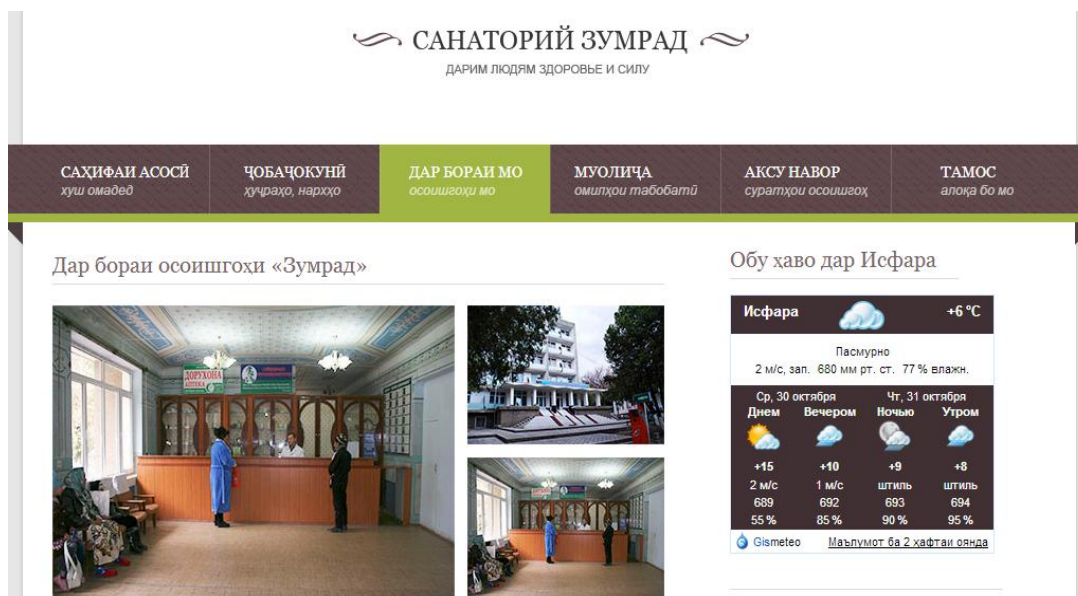 САНАТОРИЙ ЗУМРАД
ДАРИМ ЛЮДЯМ ЗДОРОВЬЕ И СИЛУ
САҲИФАИ АСОСӢ
хуш омадед
ҶОБАҶОКУНӢ
ҳуҷраҳо, нархҳо
ДАР БОРАИ МО
осоишгоҳи мо
МУОЛИҶА
омилҳои табобатӣ
АКСУ НАВОР
суратҳои осоишгоҳ
ТАМОС
алоқа бо мо
Дар бораи осоишгоҳи «Зумрад»
ДОРУХОНА
АПТЕКА
Обу ҳаво дар Исфара
Исфара +6 °C
Пасмурно
2 м/с, зап. 680 мм рт. ст. 77 % влажн.
Ср, 30 октября Чт, 31 октября
Днем Вечером Ночью Утром
+15 +10 +9 +8
2 м/с 1 м/с штиль штиль
689 692 693 694
55 % 85 % 90 % 95 %
Gismeteo Маълумот ба 2 ҳафтаи оянда